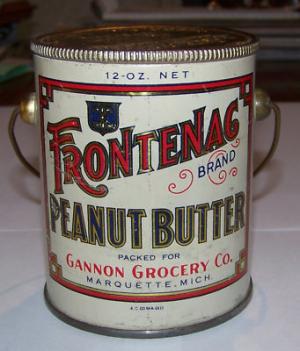 12-OZ. NET
FRONTENAC
BRAND
PEANUT BUTTER
PACKED FOR
GANNON GROCERY CO.
MARQUETTE, MICH.